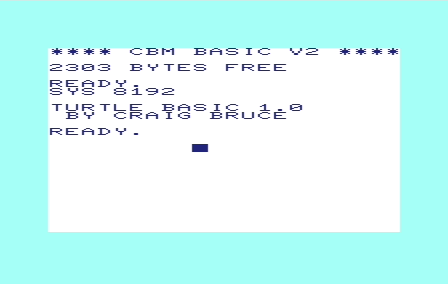 **** CBM BASIC V2 ****
2303 BYTES FREE
READY.
SYS 8192
TURTLE BASIC 1.0
BY CRAIG BRUCE
READY.